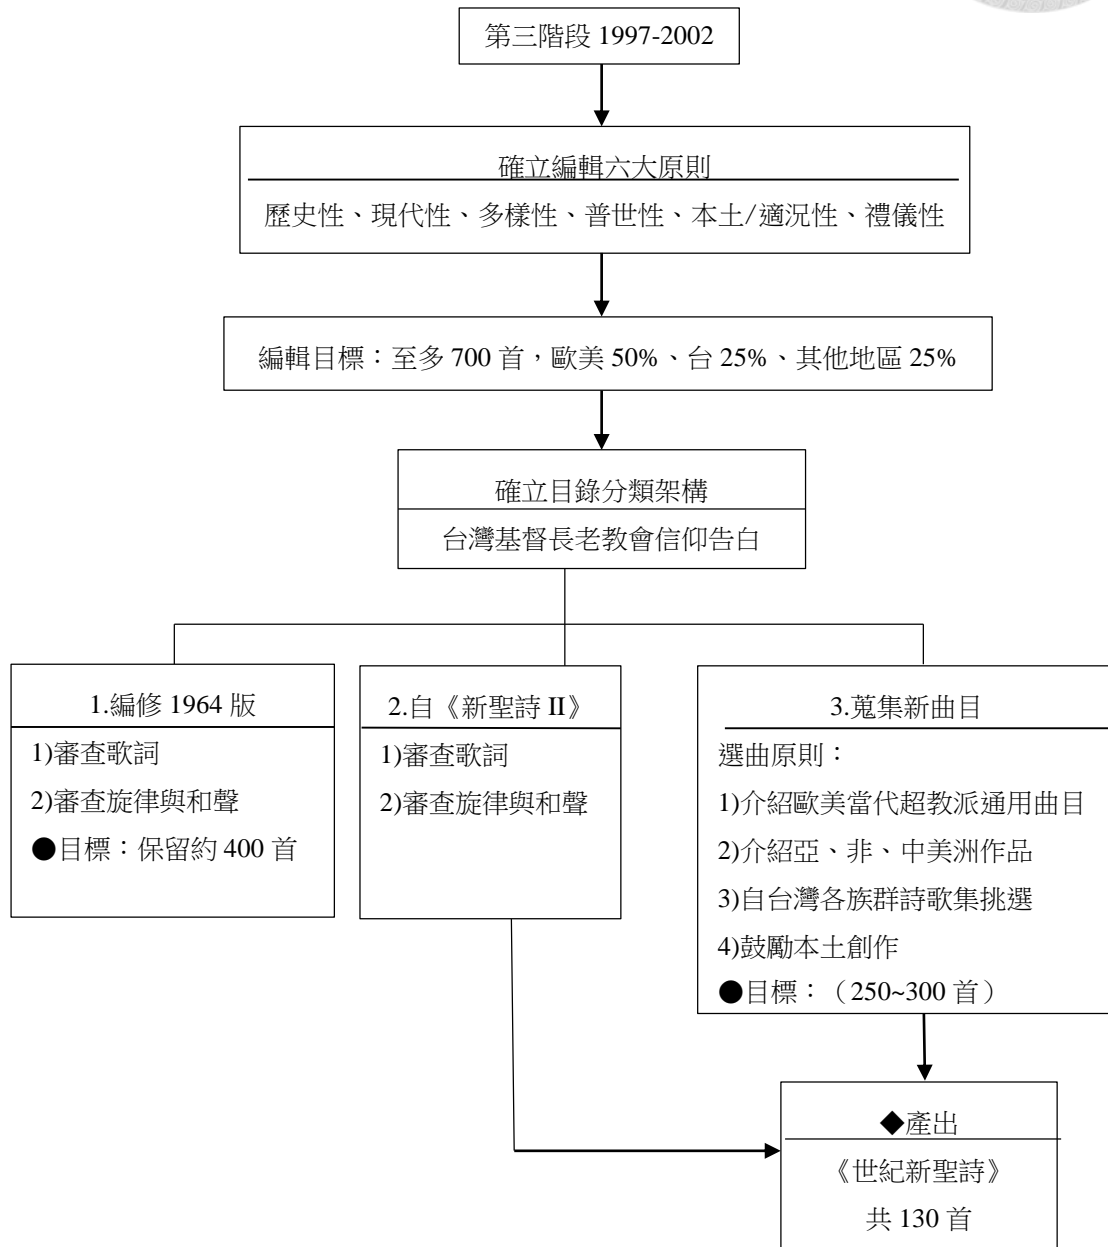 第三階段 1997-2002
確立編輯六大原則
歷史性、現代性、多樣性、普世性、本土/適況性、禮儀性
編輯目標：至多 700 首，歐美 50%、台 25%、其他地區 25%
確立目錄分類架構
台灣基督長老教會信仰告白
1.編修 1964 版
1)審查歌詞
2)審查旋律與和聲
●目標：保留約 400 首
2.自《新聖詩 II》
1)審查歌詞
2)審查旋律與和聲
3.蒐集新曲目
選曲原則：
1)介紹歐美當代超教派通用曲目
2)介紹亞、非、中美洲作品
3)自台灣各族群詩歌集挑選
4)鼓勵本土創作
●目標：（250~300 首）
◆產出
《世紀新聖詩》
共 130 首